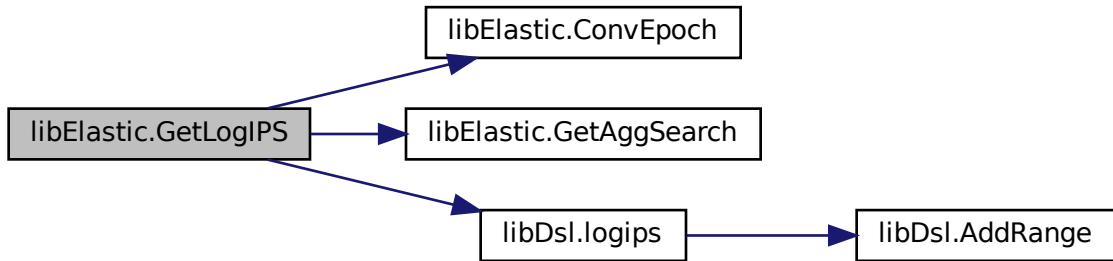 libElastic.ConvEpoch
libElastic.GetLogIPS
libElastic.GetAggSearch
libDsl.logips
libDsl.AddRange